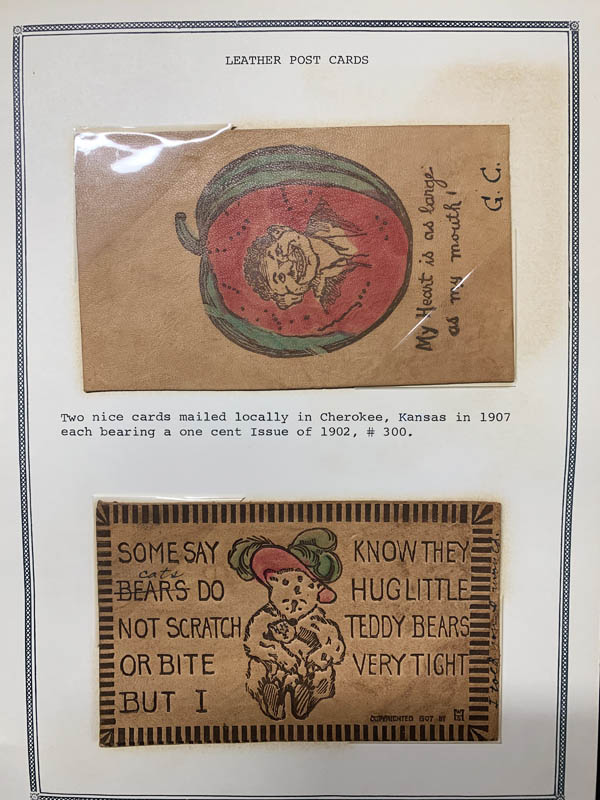 LEATHER POST CARDS
My Heart is as large
as my mouth!
G. C.
Two nice cards mailed locally in Cherokee, Kansas in 1907
each bearing a one cent Issue of 1902, # 300.
SOME SAY
cats
BEARS DO
NOT SCRATCH
OR BITE
BUT I
KNOW THEY
HUG LITTLE
TEDDY BEARS
VERY TIGHT
COPYRIGHTED 1907 BY